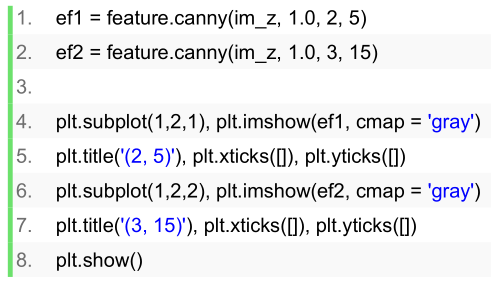 1. ef1 = feature.canny(im_z, 1.0, 2, 5)
2. ef2 = feature.canny(im_z, 1.0, 3, 15)
3.
4. plt.subplot(1,2,1), plt.imshow(ef1, cmap = 'gray')
5. plt.title('(2, 5)'), plt.xticks([]), plt.yticks([])
6. plt.subplot(1,2,2), plt.imshow(ef2, cmap = 'gray')
7. plt.title('(3, 15)'), plt.xticks([]), plt.yticks([])
8. plt.show()